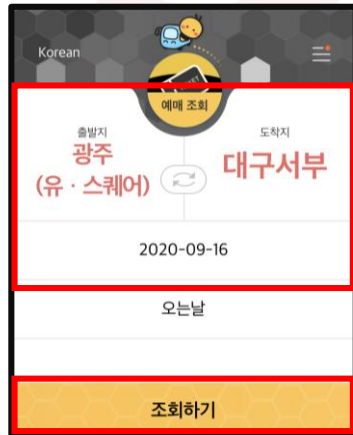 Korean
예매 조회
출발지
도착지
광주
(유 · 스퀘어)
대구서부
2020-09-16
오는날
조회하기